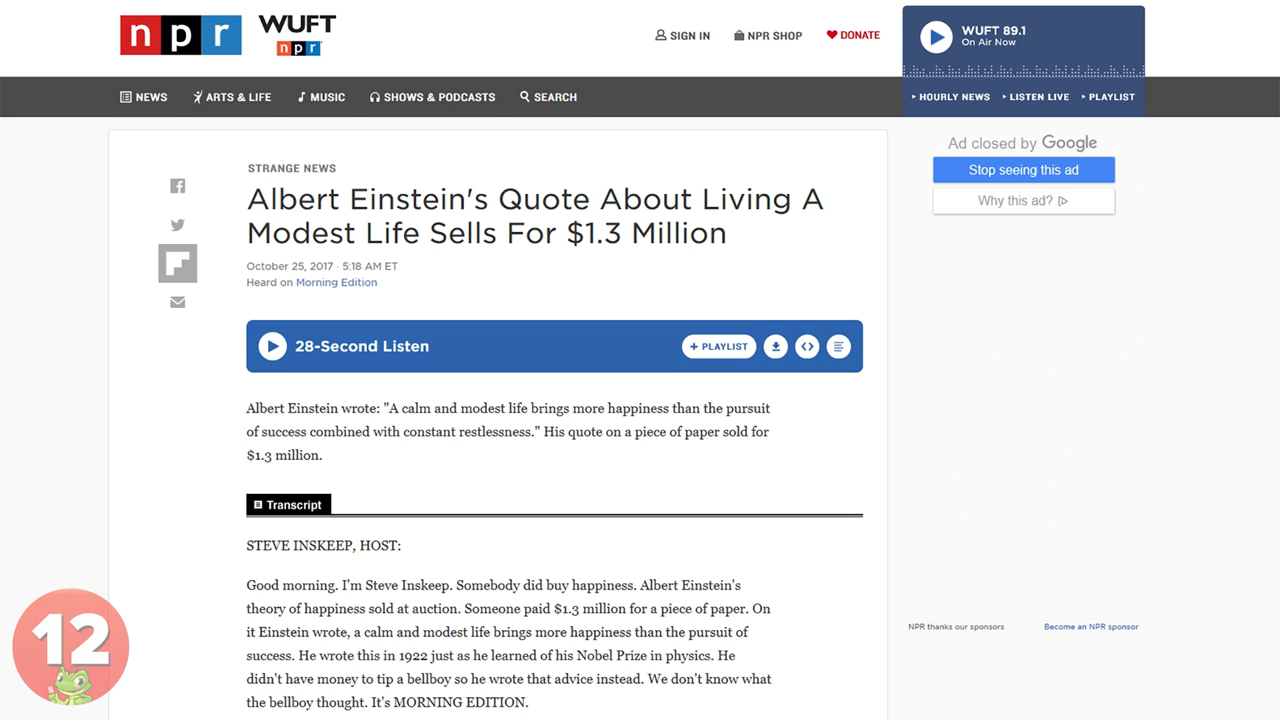 npr
WUFT
npr
SIGN IN
NPR SHOP
DONATE
WUFT 89.1
On Air Now
NEWS
ARTS & LIFE
MUSIC
SHOWS & PODCASTS
SEARCH
HOURLY NEWS
LISTEN LIVE
PLAYLIST
STRANGE NEWS
Albert Einstein's Quote About Living A
Modest Life Sells For $1.3 Million
October 25, 2017 · 5:18 AM ET
Heard on Morning Edition
28-Second Listen
+ PLAYLIST
Albert Einstein wrote: "A calm and modest life brings more happiness than the pursuit
of success combined with constant restlessness." His quote on a piece of paper sold for
$1.3 million.
Transcript
STEVE INSKEEP, HOST:
Good morning. I'm Steve Inskeep. Somebody did buy happiness. Albert Einstein's
theory of happiness sold at auction. Someone paid $1.3 million for a piece of paper. On
it Einstein wrote, a calm and modest life brings more happiness than the pursuit of
success. He wrote this in 1922 just as he learned of his Nobel Prize in physics. He
didn't have money to tip a bellboy so he wrote that advice instead. We don't know what
the bellboy thought. It's MORNING EDITION.
Ad closed by Google
Stop seeing this ad
Why this ad?
NPR thanks our sponsors
Become an NPR sponsor
12